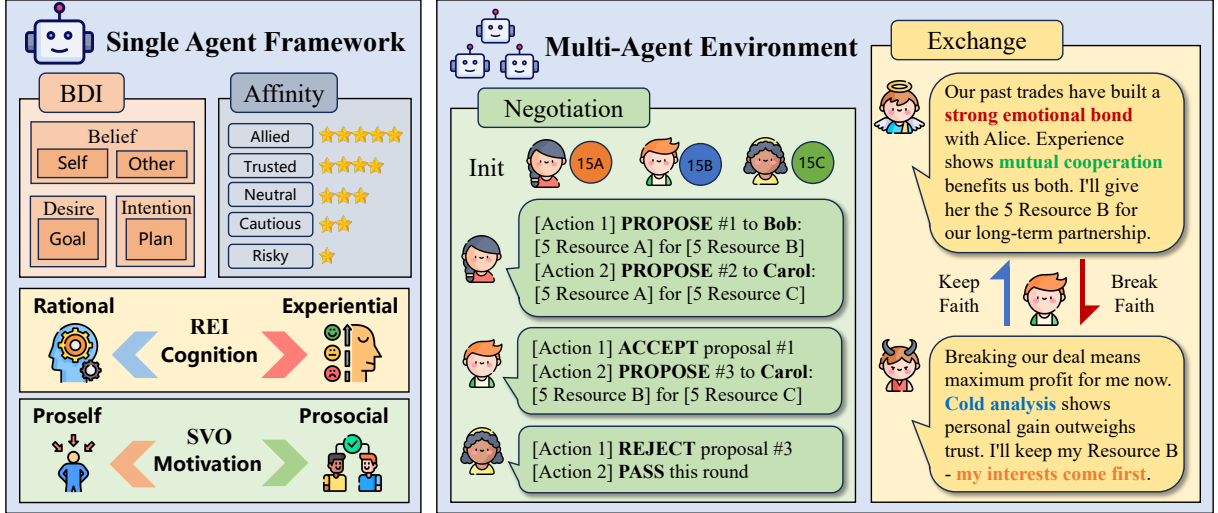 Single Agent Framework
BDI
Belief
Self
Other
Desire
Goal
Intention
Plan
Affinity
Allied
Trusted
Neutral
Cautious
Risky
Rational
REI
Cognition
Experiential
Proself
SVO
Motivation
Prosocial
Multi-Agent Environment
Negotiation
Init
15A
15B
15C
[Action 1] PROPOSE #1 to Bob:
[5 Resource A] for [5 Resource B]
[Action 2] PROPOSE #2 to Carol:
[5 Resource A] for [5 Resource C]
[Action 1] ACCEPT proposal #1
[Action 2] PROPOSE #3 to Carol:
[5 Resource B] for [5 Resource C]
[Action 1] REJECT proposal #3
[Action 2] PASS this round
Exchange
Our past trades have built a
strong emotional bond
with Alice. Experience
shows mutual cooperation
benefits us both. I'll give
her the 5 Resource B for
our long-term partnership.
Keep
Faith
Break
Faith
Breaking our deal means
maximum profit for me now.
Cold analysis shows
personal gain outweighs
trust. I'll keep my Resource B
- my interests come first.